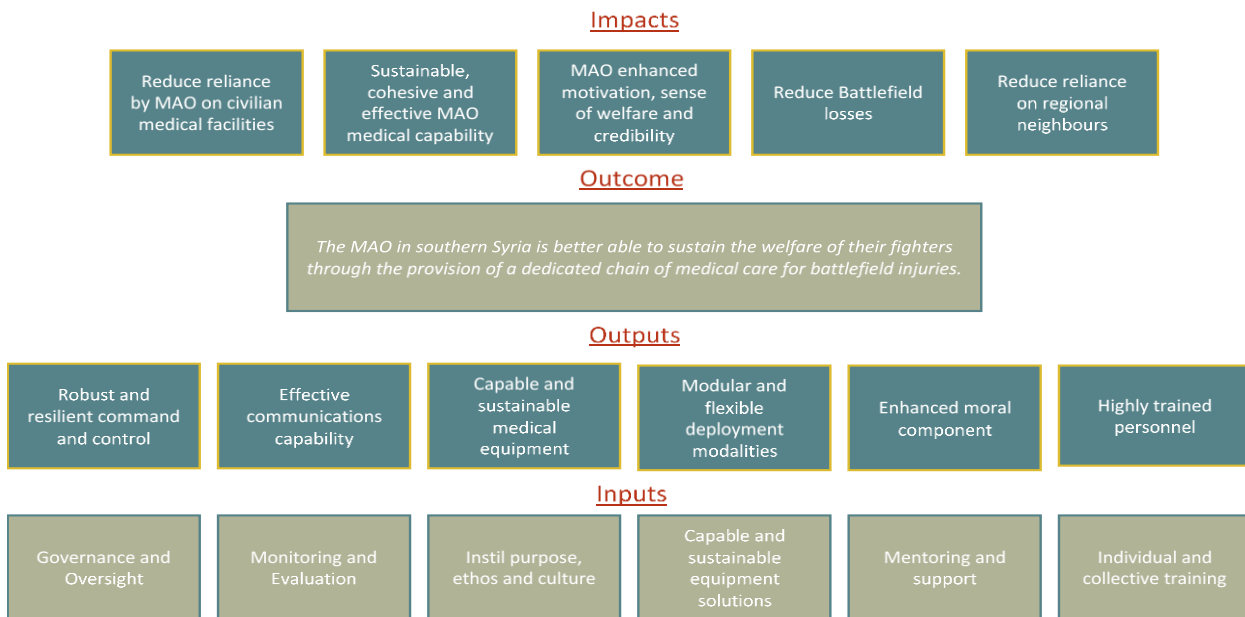 Impacts
Reduce reliance
by MAO on civilian
medical facilities
Sustainable,
cohesive and
effective MAO
medical capability
MAO enhanced
motivation, sense
of welfare and
credibility
Reduce Battlefield
losses
Reduce reliance
on regional
neighbours
Outcome
The MAO in southern Syria is better able to sustain the welfare of their fighters
through the provision of a dedicated chain of medical care for battlefield injuries.
Outputs
Robust and
resilient command
and control
Effective
communications
capability
Capable and
sustainable
medical
equipment
Modular and
flexible
deployment
modalities
Enhanced moral
component
Highly trained
personnel
Inputs
Governance and
Oversight
Monitoring and
Evaluation
Instil purpose,
ethos and culture
Capable and
sustainable
equipment
solutions
Mentoring and
support
Individual and
collective training